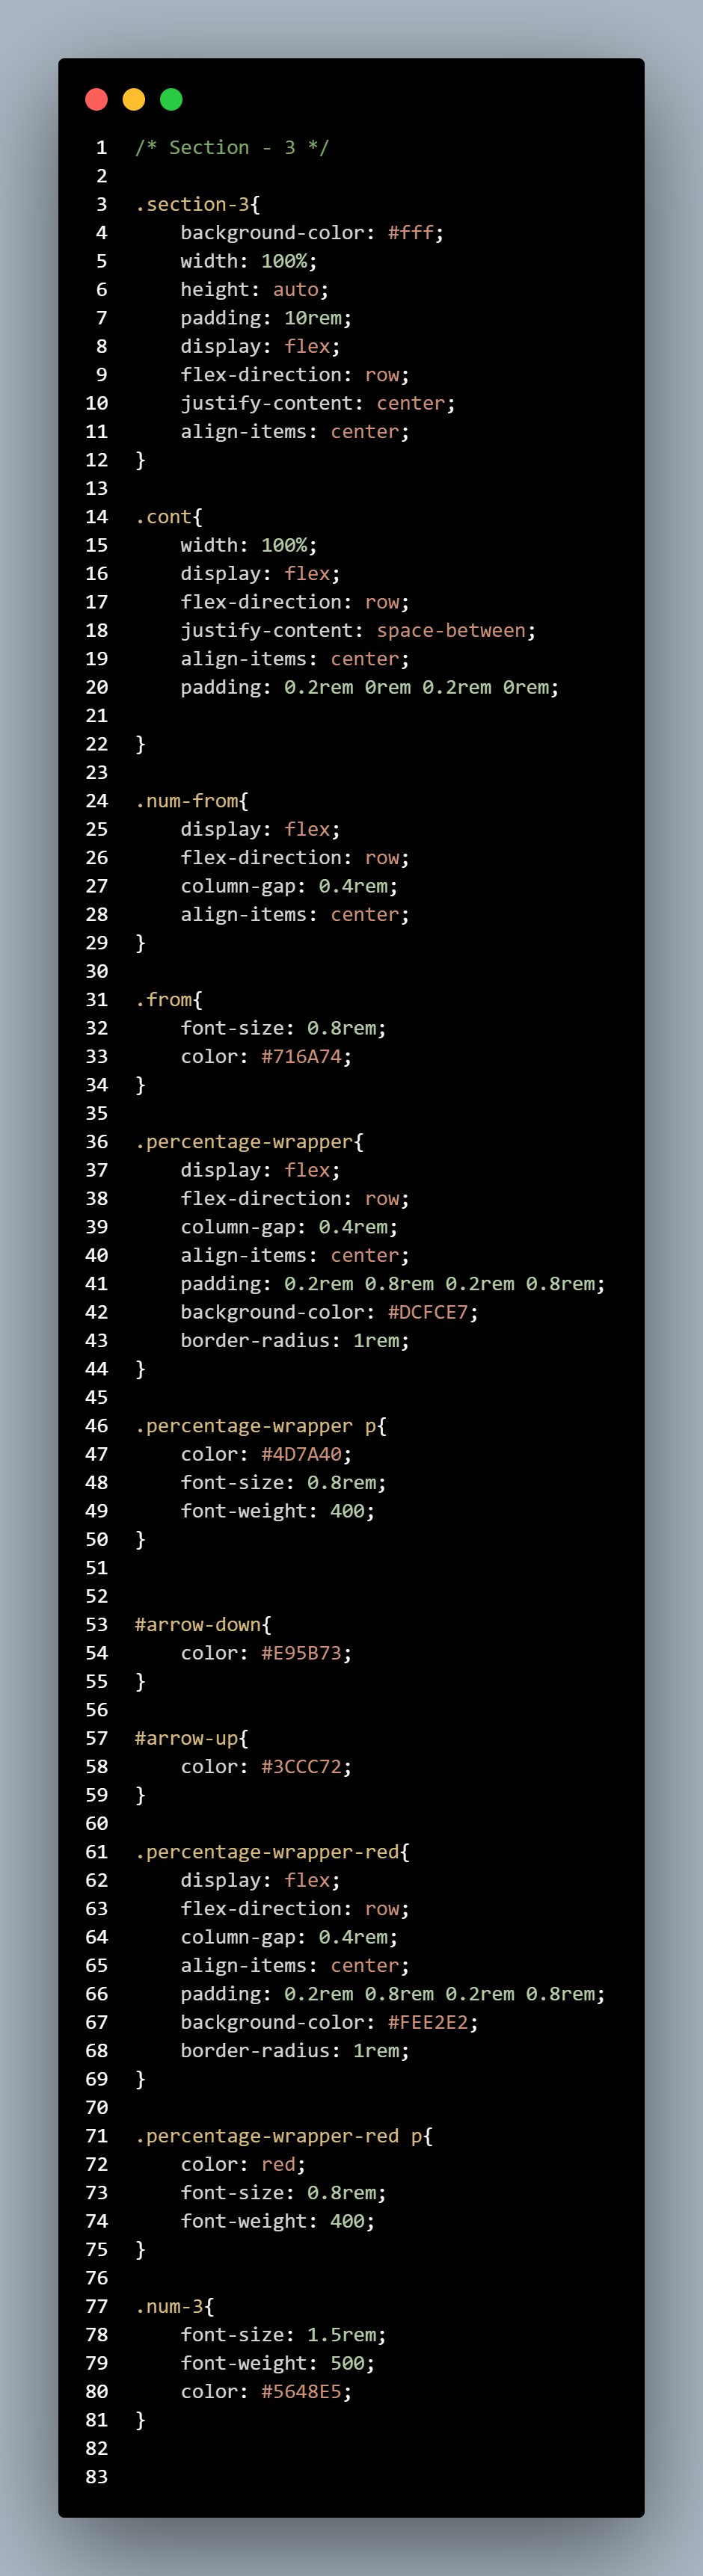 1 /* Section - 3 */
2
3 .section-3{
4     background-color: #fff;
5     width: 100%;
6     height: auto;
7     padding: 10rem;
8     display: flex;
9     flex-direction: row;
10     justify-content: center;
11     align-items: center;
12 }
13
14 .cont{
15     width: 100%;
16     display: flex;
17     flex-direction: row;
18     justify-content: space-between;
19     align-items: center;
20     padding: 0.2rem 0rem 0.2rem 0rem;
21
22 }
23
24 .num-from{
25     display: flex;
26     flex-direction: row;
27     column-gap: 0.4rem;
28     align-items: center;
29 }
30
31 .from{
32     font-size: 0.8rem;
33     color: #716A74;
34 }
35
36 .percentage-wrapper{
37     display: flex;
38     flex-direction: row;
39     column-gap: 0.4rem;
40     align-items: center;
41     padding: 0.2rem 0.8rem 0.2rem 0.8rem;
42     background-color: #DCFCE7;
43     border-radius: 1rem;
44 }
45
46 .percentage-wrapper p{
47     color: #4D7A40;
48     font-size: 0.8rem;
49     font-weight: 400;
50 }
51
52
53 #arrow-down{
54     color: #E95B73;
55 }
56
57 #arrow-up{
58     color: #3CCC72;
59 }
60
61 .percentage-wrapper-red{
62     display: flex;
63     flex-direction: row;
64     column-gap: 0.4rem;
65     align-items: center;
66     padding: 0.2rem 0.8rem 0.2rem 0.8rem;
67     background-color: #FEE2E2;
68     border-radius: 1rem;
69 }
70
71 .percentage-wrapper-red p{
72     color: red;
73     font-size: 0.8rem;
74     font-weight: 400;
75 }
76
77 .num-3{
78     font-size: 1.5rem;
79     font-weight: 500;
80     color: #5648E5;
81 }
82
83